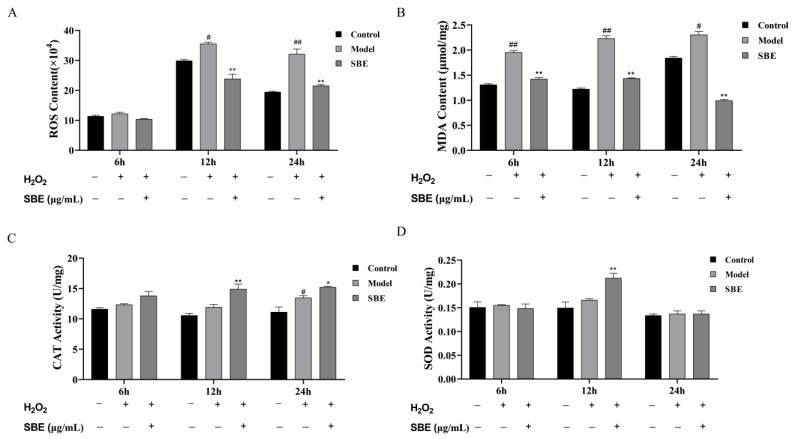 A
ROS Content(×10⁴)
40
30
20
10
0
#
**
##
**
Control
Model
SBE
6h
12h
24h
H₂O₂ – + + – + + – + +
SBE (μg/mL) – – + – – + – – +
B
MDA Content (μmol/mg)
2.5
2.0
1.5
1.0
0.5
0.0
##
**
##
**
#
**
Control
Model
SBE
6h
12h
24h
H₂O₂ – + + – + + – + +
SBE (μg/mL) – – + – – + – – +
C
CAT Activity (U/mg)
20
15
10
5
0
**
#
*
Control
Model
SBE
6h
12h
24h
H₂O₂ – + + – + + – + +
SBE (μg/mL) – – + – – + – – +
D
SOD Activity (U/mg)
0.25
0.20
0.15
0.10
0.05
0.00
**
Control
Model
SBE
6h
12h
24h
H₂O₂ – + + – + + – + +
SBE (μg/mL) – – + – – + – – +